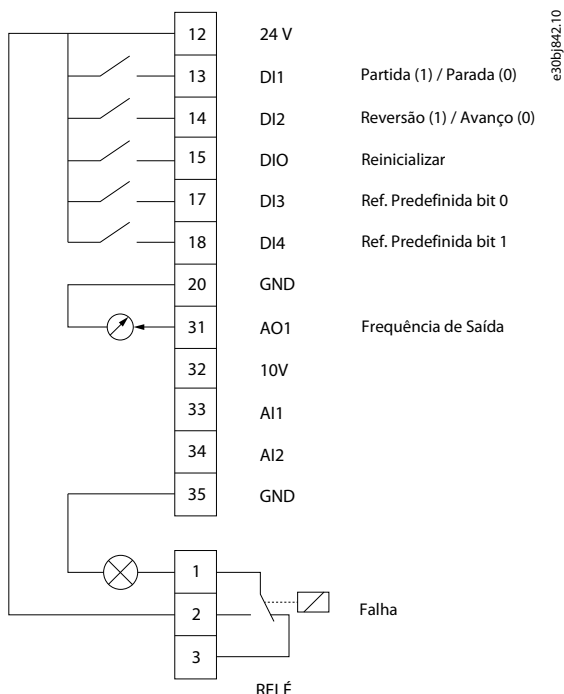 e30bj842.10
12 24 V
13 DI1 Partida (1) / Parada (0)
14 DI2 Reversão (1) / Avanço (0)
15 DIO Reinicializar
17 DI3 Ref. Predefinida bit 0
18 DI4 Ref. Predefinida bit 1
20 GND
31 AO1 Frequência de Saída
32 10V
33 AI1
34 AI2
35 GND
1
2 Falha
3
RELÉ